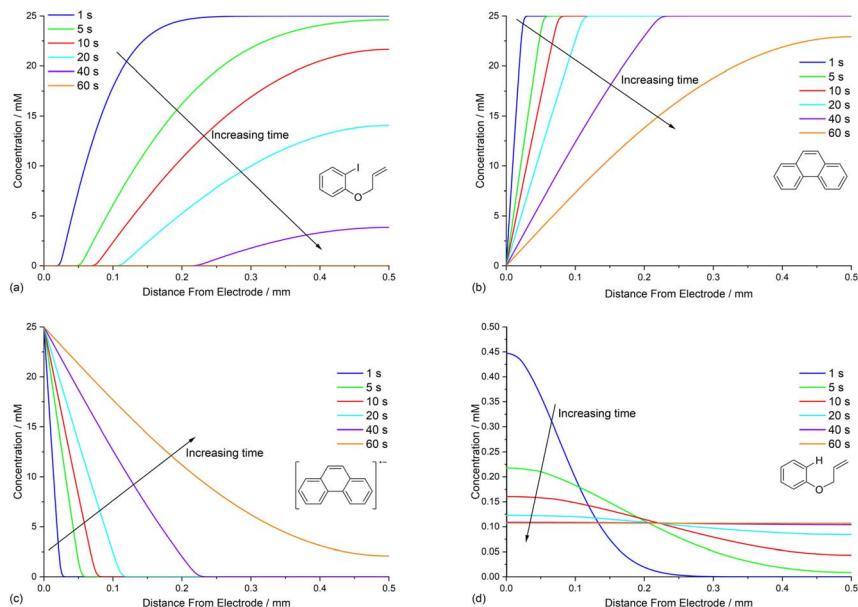 1 s
5 s
10 s
20 s
40 s
60 s
Increasing time
I
O
Concentration / mM
25
20
15
10
5
0
0.0 0.1 0.2 0.3 0.4 0.5
Distance From Electrode / mm
(a)
Increasing time
1 s
5 s
10 s
20 s
40 s
60 s
Concentration / mM
25
20
15
10
5
0
0.0 0.1 0.2 0.3 0.4 0.5
Distance From Electrode / mm
(b)
1 s
5 s
10 s
20 s
40 s
60 s
Increasing time
Concentration / mM
25
20
15
10
5
0
0.0 0.1 0.2 0.3 0.4 0.5
Distance From Electrode / mm
(c)
1 s
5 s
10 s
20 s
40 s
60 s
Increasing time
H
O
Concentration / mM
0.50
0.45
0.40
0.35
0.30
0.25
0.20
0.15
0.10
0.05
0.00
0.0 0.1 0.2 0.3 0.4 0.5
Distance From Electrode / mm
(d)